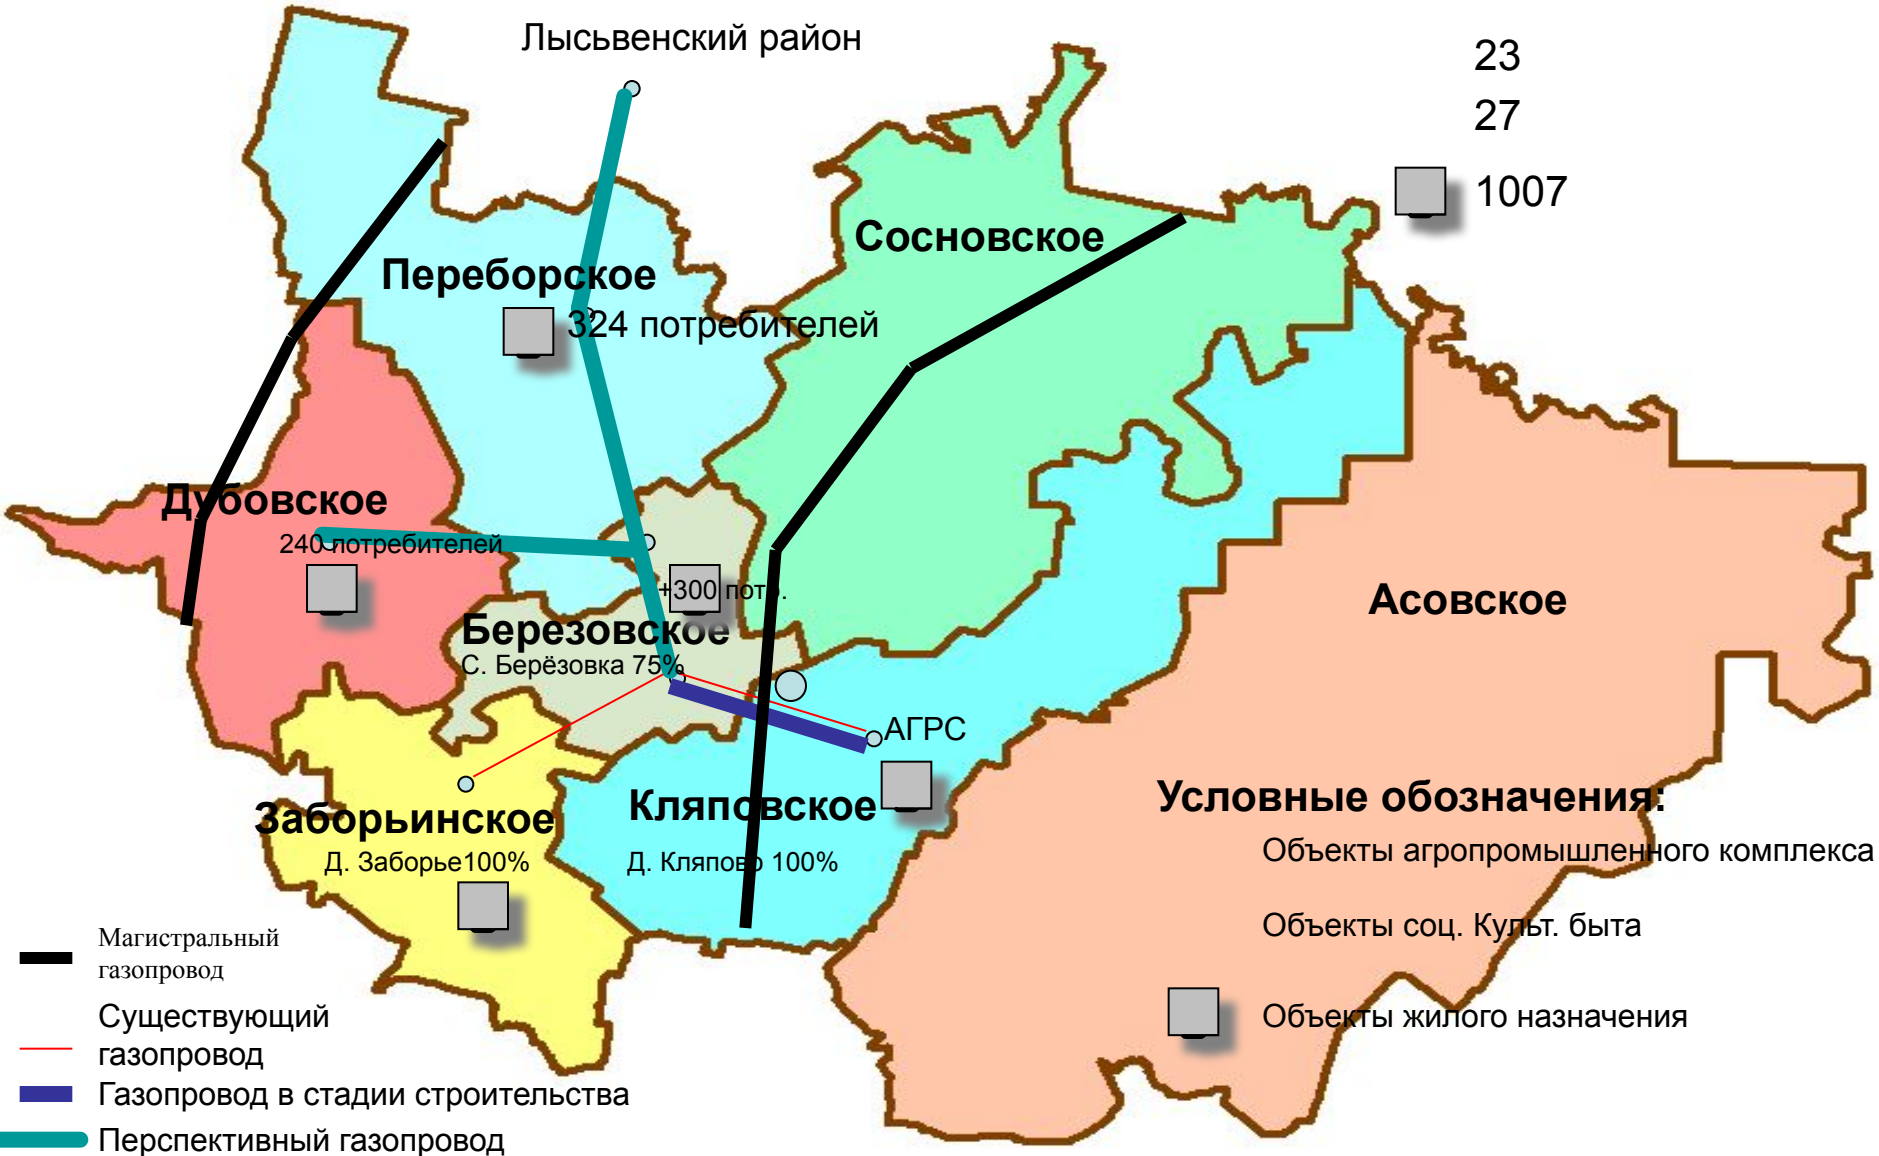 Лысьвенский район
23
27
1007
Сосновское
Переборское
324 потребителей
Дубовское
240 потребителей
+300 потр.
Асовское
Березовское
С. Берёзовка 75%
АГРС
Условные обозначения:
Заборьинское
Кляповское
Д. Заборье100%
Д. Кляпово 100%
Объекты агропромышленного комплекса
Объекты соц. Культ. быта
Объекты жилого назначения
Магистральный
газопровод
Существующий
газопровод
Газопровод в стадии строительства
Перспективный газопровод